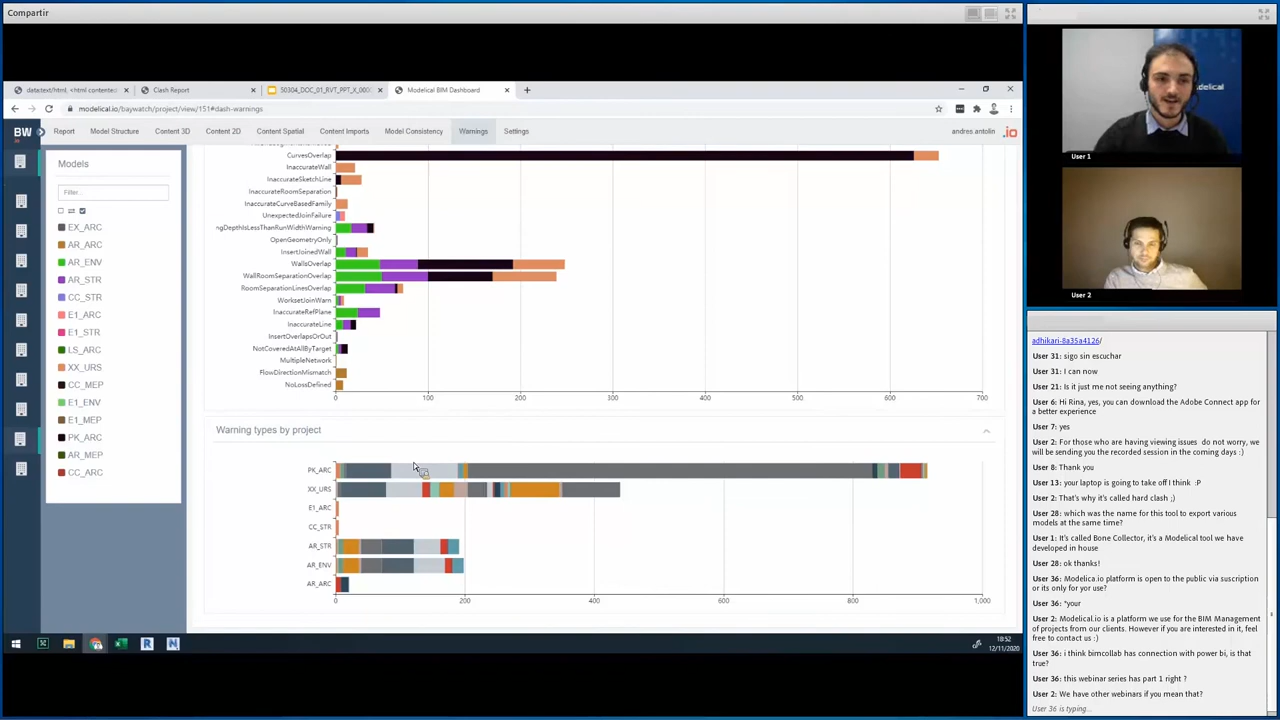 Compartir
data:text/html, <html contente
Clash Report
S0304_DOC_01_RVT_PPT_X_000
Modelical BIM Dashboard
modelical.io/baywatch/project/view/151#dash-warnings
BW
Report
Model Structure
Content 3D
Content 2D
Content Spatial
Content Imports
Model Consistency
Warnings
Settings
andres antolin
.io
Models
Filter...
EX_ARC
AR_ARC
AR_ENV
AR_STR
CC_STR
E1_ARC
E1_STR
LS_ARC
XX_URS
CC_MEP
E1_ENV
E1_MEP
PK_ARC
AR_MEP
CC_ARC
CurvesOverlap
InaccurateWall
InaccurateSketchLine
InaccurateRoomSeparation
InaccurateCurveBasedFamily
UnexpectedJoinFailure
ngDepthIsLessThanRunWidthWarning
OpenGeometryOnly
InsertJoinedWall
WallsOverlap
WallRoomSeparationOverlap
RoomSeparationLinesOverlap
WorksetJoinWarn
InaccurateRefPlane
InaccurateLine
InsertOverlapsOrOut
NotCoveredAtAllByTarget
MultipleNetwork
FlowDirectionMismatch
NoLossDefined
0 100 200 300 400 500 600 700
Warning types by project
PK_ARC
XX_URS
E1_ARC
CC_STR
AR_STR
AR_ENV
AR_ARC
0 200 400 600 800 1,000
18:52
12/11/2020
delical
User 1
User 2
adhikari-8a35a4126/
User 31: sigo sin escuchar
User 31: I can now
User 21: Is it just me not seeing anything?
User 6: Hi Rina, yes, you can download the Adobe Connect app for
a better experience
User 7: yes
User 2: For those who are having viewing issues do not worry, we
will be sending you the recorded session in the coming days :)
User 8: Thank you
User 13: your laptop is going to take off I think :P
User 2: That's why it's called hard clash ;)
User 28: which was the name for this tool to export various
models at the same time?
User 1: It's called Bone Collector, it's a Modelical tool we have
developed in house
User 28: ok thanks!
User 36: Modelica.io platform is open to the public via suscription
or its only for yor use?
User 36: *your
User 2: Modelical.io is a platform we use for the BIM Management
of projects from our clients. However if you are interested in it, feel
free to contact us :)
User 36: i think bimcollab has connection with power bi, is that
true?
User 36: this webinar series has part 1 right ?
User 2: We have other webinars if you mean that?
User 36 is typing...